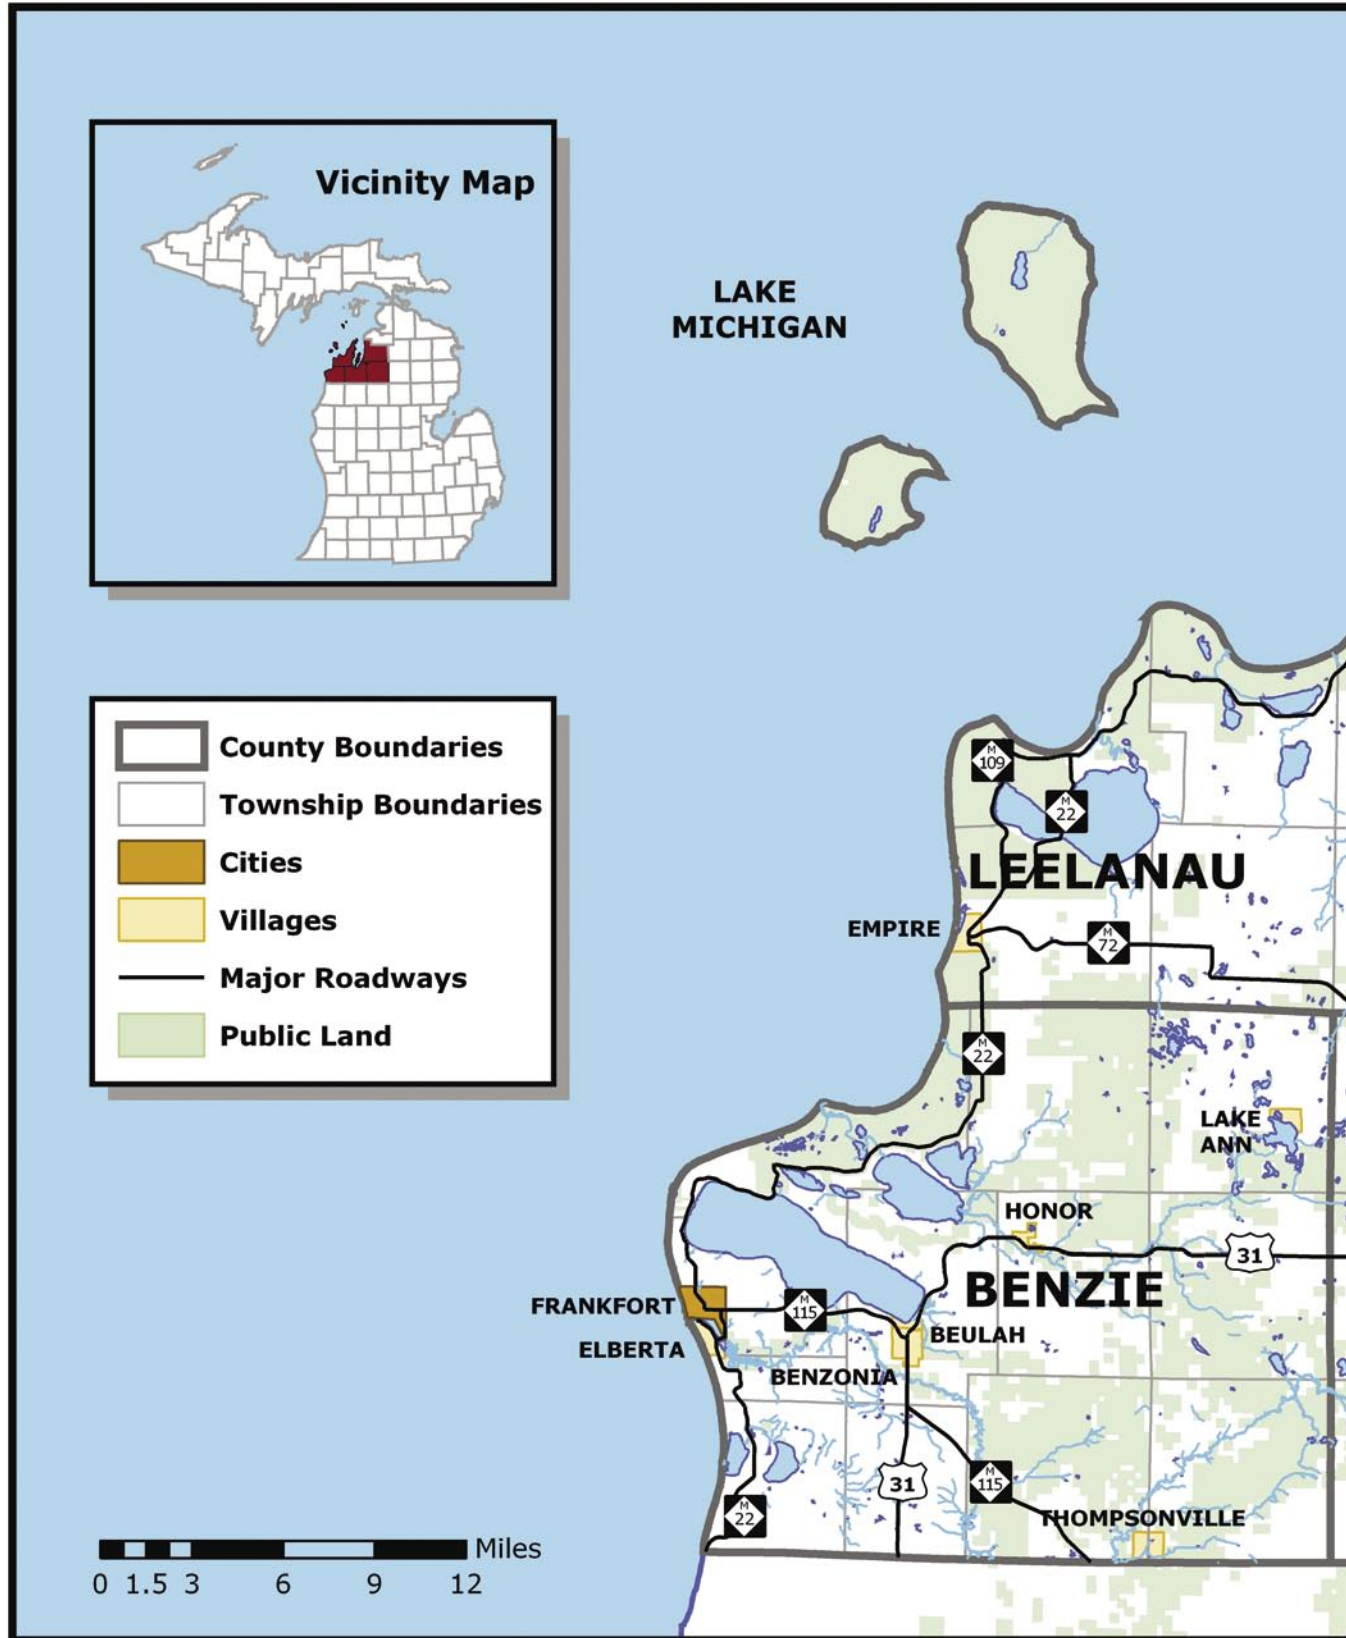 Vicinity Map
LAKE
MICHIGAN
County Boundaries
Township Boundaries
Cities
Villages
Major Roadways
Public Land
M
109
M
22
LEELANAU
EMPIRE
M
72
M
22
LAKE
ANN
HONOR
31
BENZIE
FRANKFORT
M
115
ELBERTA
BEULAH
BENZONIA
31
M
115
M
22
THOMPSONVILLE
Miles
0 1.5 3 6 9 12